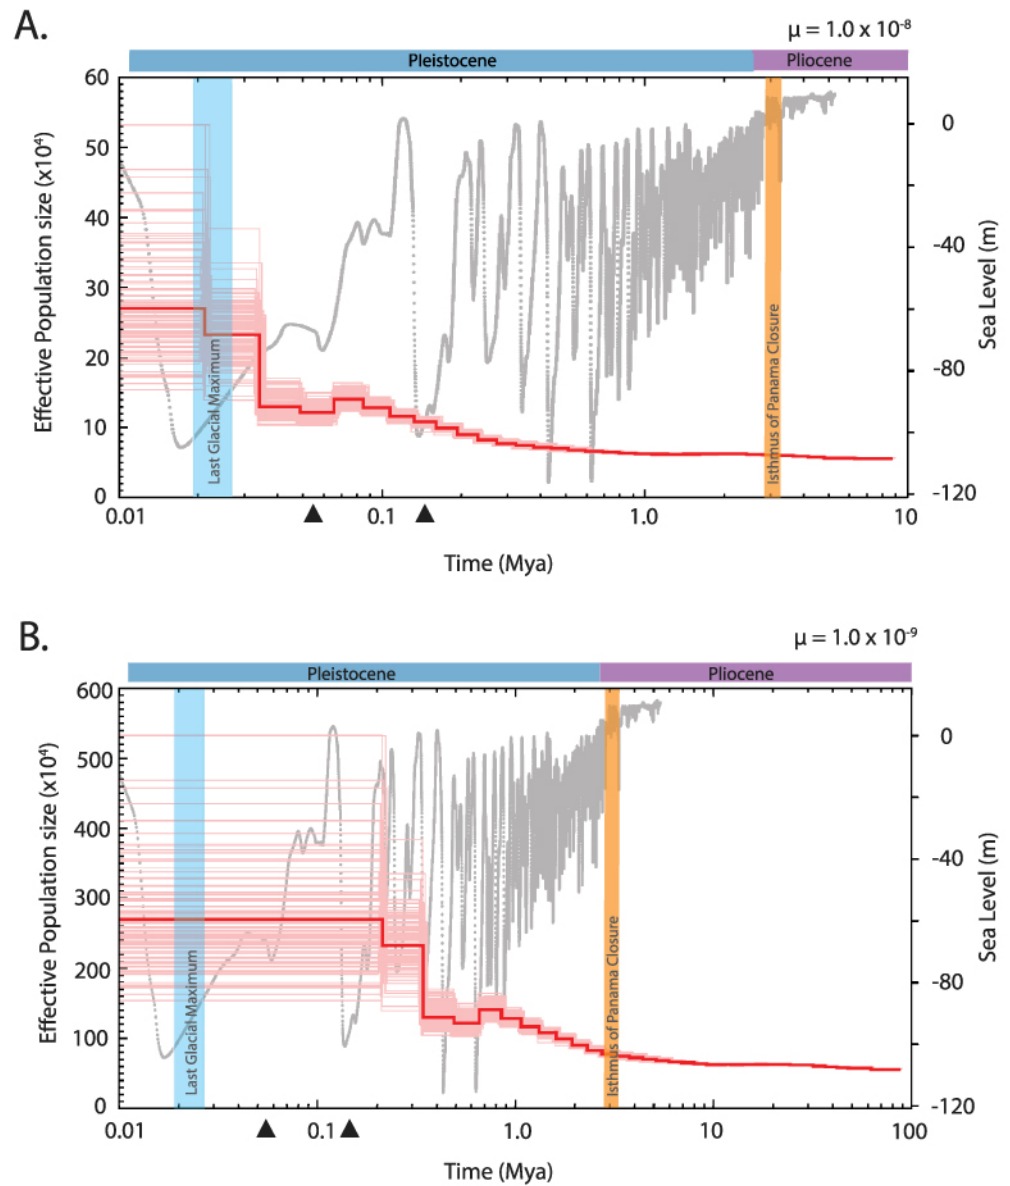 A.
μ = 1.0 x 10⁻⁸
Pleistocene
Pliocene
60
50
40
30
20
10
0
Effective Population size (x10⁴)
0
-40
-80
-120
Sea Level (m)
Last Glacial Maximum
Isthmus of Panama Closure
0.01
0.1
1.0
10
Time (Mya)
B.
μ = 1.0 x 10⁻⁹
Pleistocene
Pliocene
600
500
400
300
200
100
0
Effective Population size (x10⁴)
0
-40
-80
-120
Sea Level (m)
Last Glacial Maximum
Isthmus of Panama Closure
0.01
0.1
1.0
10
100
Time (Mya)